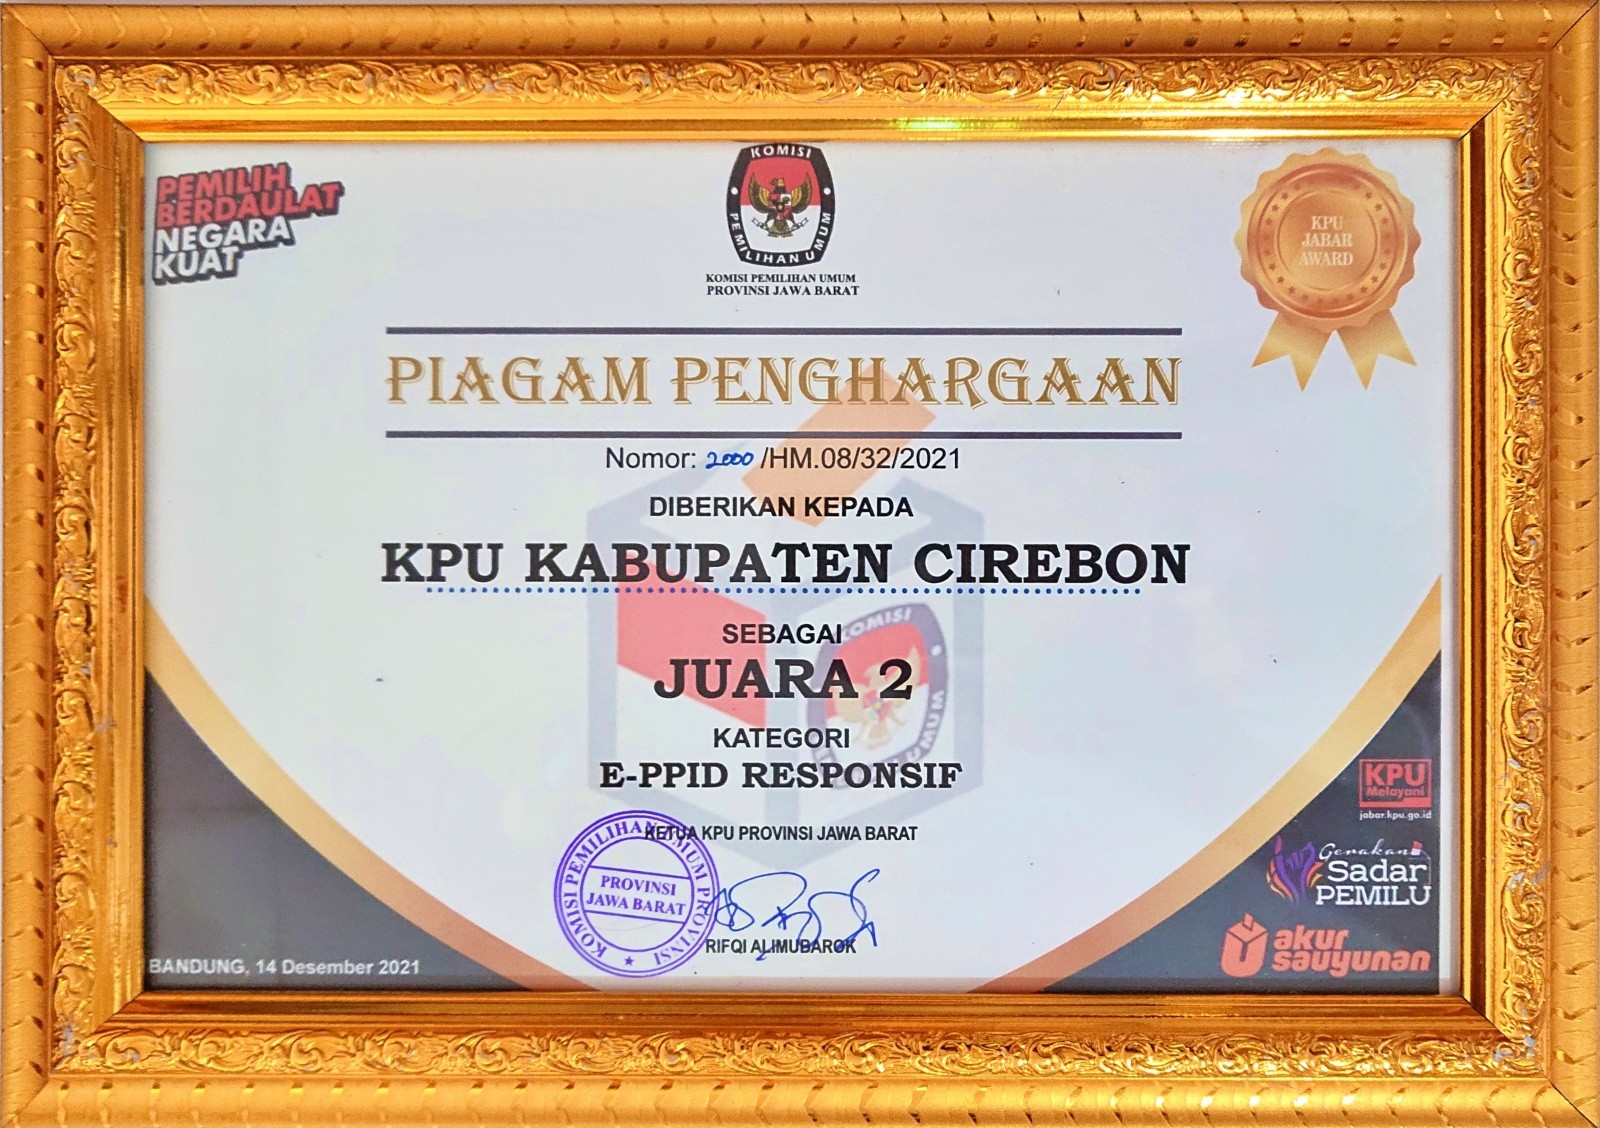 PEMILIH
BERDAULAT
NEGARA
KUAT
KOMISI
PEMILIHAN UMUM
KOMISI PEMILIHAN UMUM
PROVINSI JAWA BARAT
KPU
JABAR
AWARD
PIAGAM PENGHARGAAN
Nomor: 2000 /HM.08/32/2021
DIBERIKAN KEPADA
KPU KABUPATEN CIREBON
SEBAGAI
JUARA 2
KATEGORI
E-PPID RESPONSIF
KOMISI
UMUM
KETUA KPU PROVINSI JAWA BARAT
KOMISI PEMILIHAN UMUM PROVINSI
PROVINSI
JAWA BARAT
RIFQI ALIMUBAROK
BANDUNG, 14 Desember 2021
KPU
Melayani
jabar.kpu.go.id
Gerakan
Sadar
PEMILU
akur
sauyunan